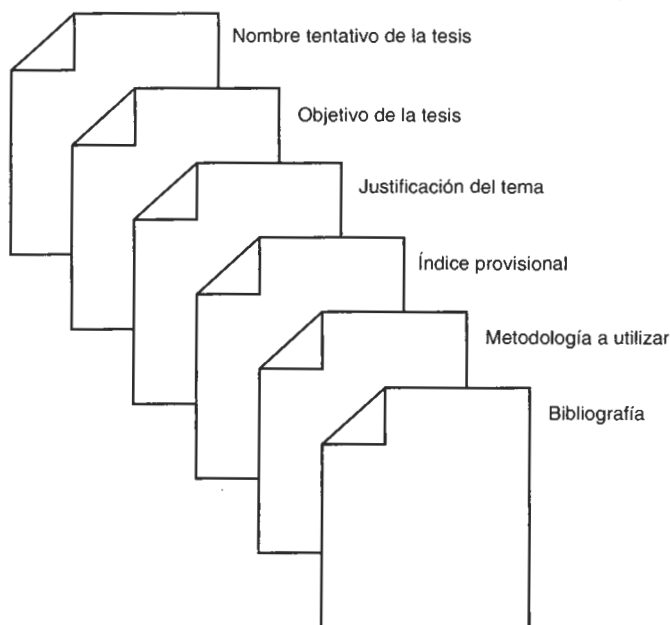 Nombre tentativo de la tesis
Objetivo de la tesis
Justificación del tema
Índice provisional
Metodología a utilizar
Bibliografía